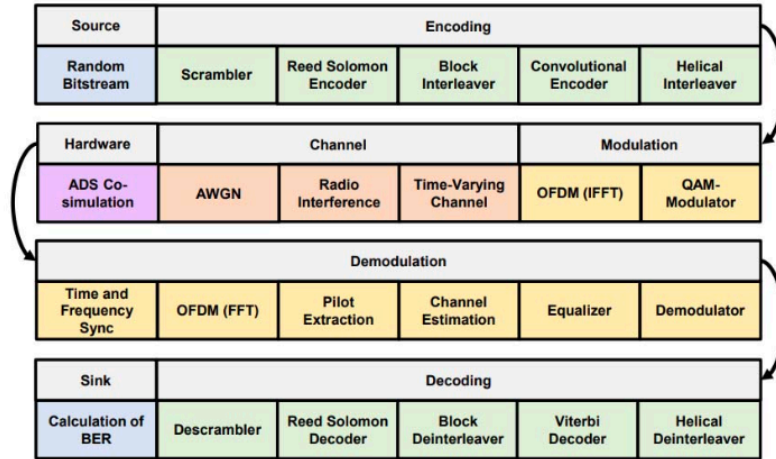 Source
Encoding
Random
Bitstream
Scrambler
Reed Solomon
Encoder
Block
Interleaver
Convolutional
Encoder
Helical
Interleaver
Hardware
Channel
Modulation
ADS Co-
simulation
AWGN
Radio
Interference
Time-Varying
Channel
OFDM (IFFT)
QAM-
Modulator
Demodulation
Time and
Frequency
Sync
OFDM (FFT)
Pilot
Extraction
Channel
Estimation
Equalizer
Demodulator
Sink
Decoding
Calculation of
BER
Descrambler
Reed Solomon
Decoder
Block
Deinterleaver
Viterbi
Decoder
Helical
Deinterleaver